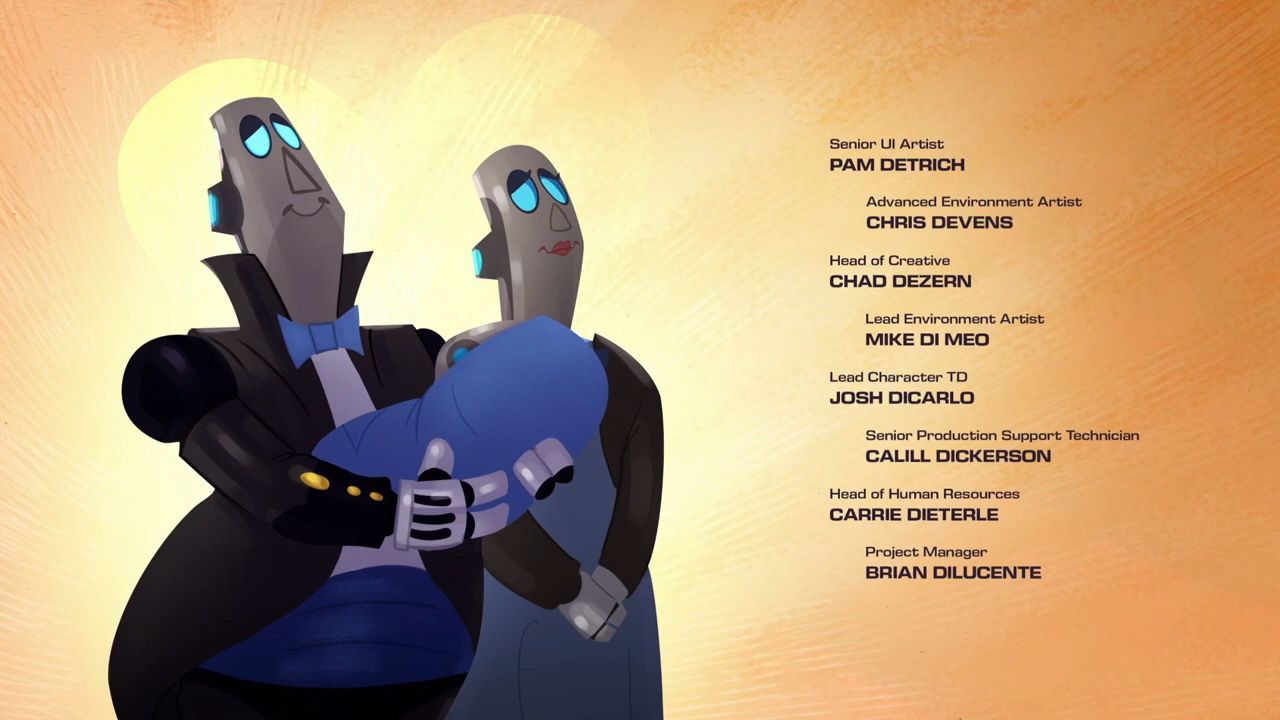 Senior UI Artist
PAM DETRICH
Advanced Environment Artist
CHRIS DEVENS
Head of Creative
CHAD DEZERN
Lead Environment Artist
MIKE DI MEO
Lead Character TD
JOSH DICARLO
Senior Production Support Technician
CALILL DICKERSON
Head of Human Resources
CARRIE DIETERLE
Project Manager
BRIAN DILUCENTE